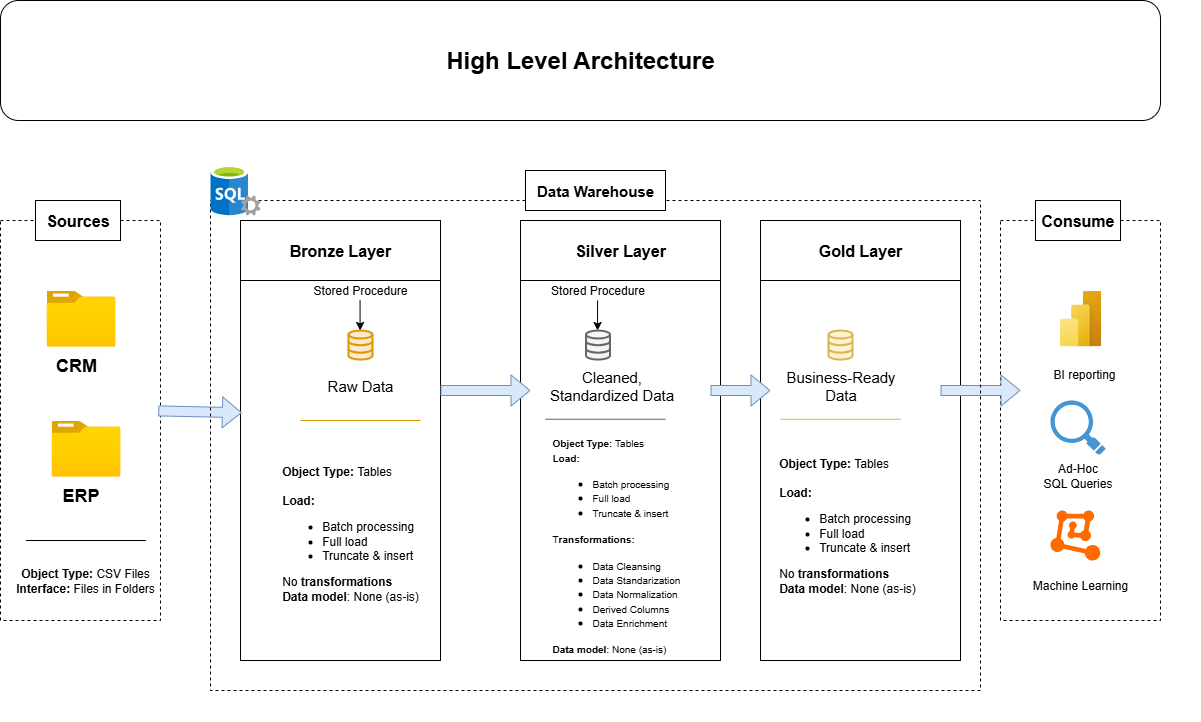 High Level Architecture
SQL
Data Warehouse
Sources
CRM
ERP
Object Type: CSV Files
Interface: Files in Folders
Bronze Layer
Stored Procedure
Raw Data
Object Type: Tables
Load:
Batch processing
Full load
Truncate & insert
No transformations
Data model: None (as-is)
Silver Layer
Stored Procedure
Cleaned,
Standardized Data
Object Type: Tables
Load:
Batch processing
Full load
Truncate & insert
Transformations:
Data Cleansing
Data Standarization
Data Normalization
Derived Columns
Data Enrichment
Data model: None (as-is)
Gold Layer
Business-Ready
Data
Object Type: Tables
Load:
Batch processing
Full load
Truncate & insert
No transformations
Data model: None (as-is)
Consume
BI reporting
Ad-Hoc
SQL Queries
Machine Learning